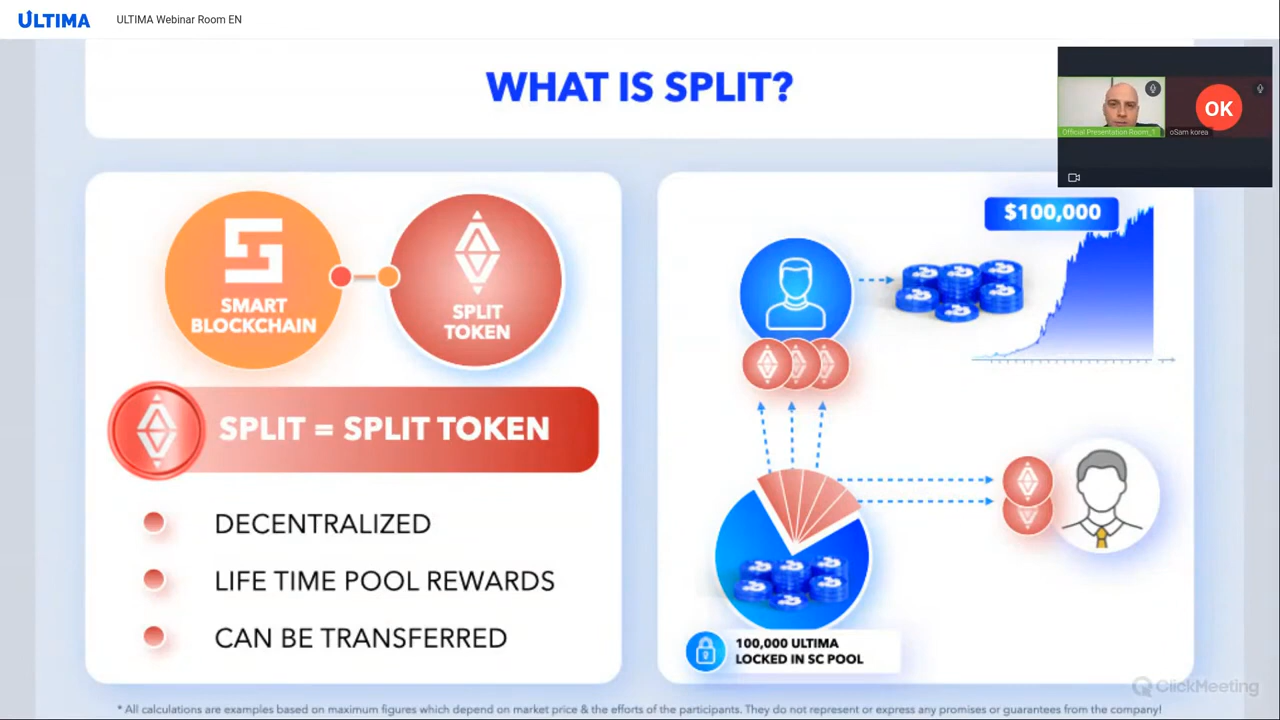 ULTIMA
ULTIMA Webinar Room EN
WHAT IS SPLIT?
Official Presentation Room_1
OK
oSam korea
SMART
BLOCKCHAIN
SPLIT
TOKEN
SPLIT = SPLIT TOKEN
DECENTRALIZED
LIFE TIME POOL REWARDS
CAN BE TRANSFERRED
$100,000
100,000 ULTIMA
LOCKED IN SC POOL
ClickMeeting
* All calculations are examples based on maximum figures which depend on market price & the efforts of the participants. They do not represent or express any promises or guarantees from the company!